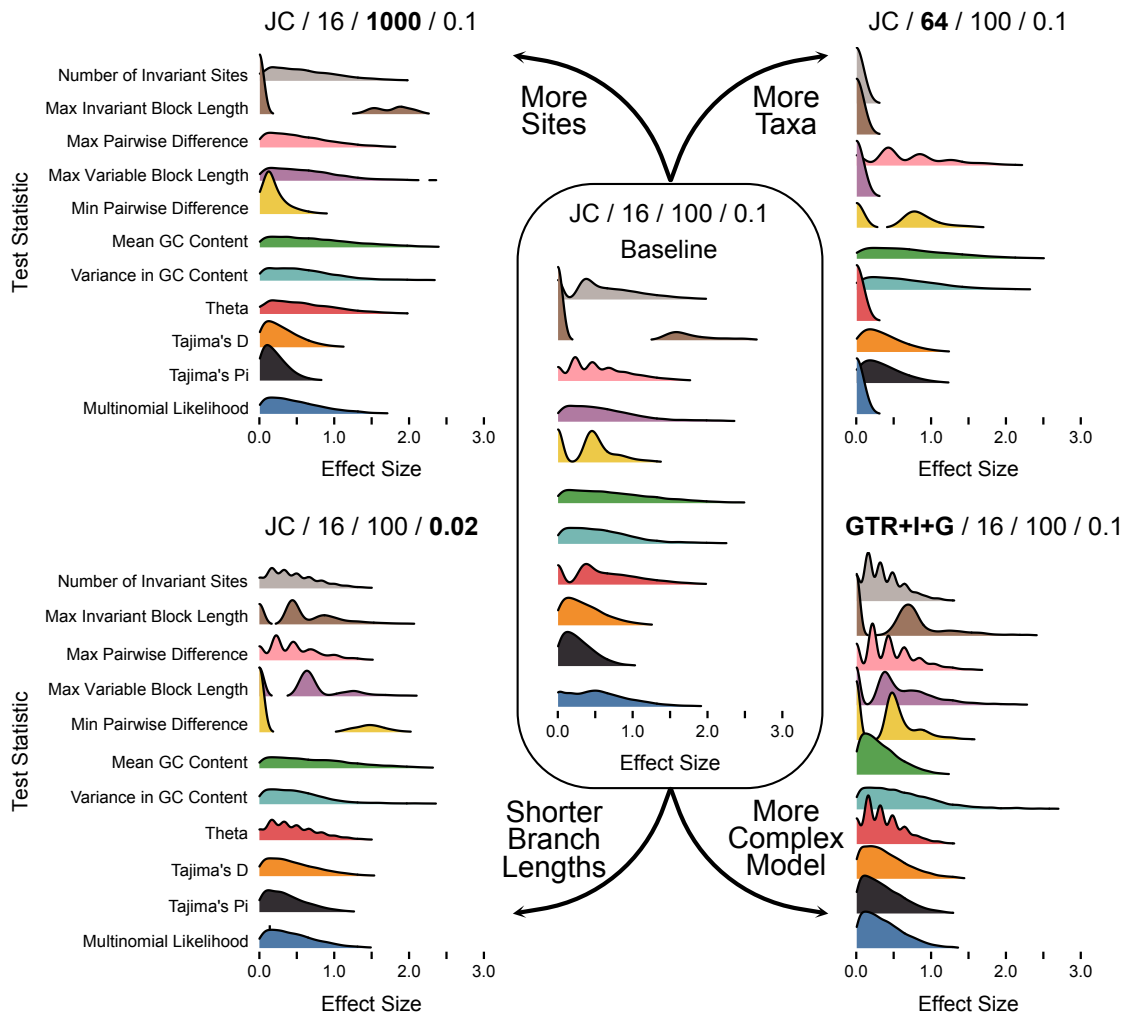 JC / 16 / 1000 / 0.1
JC / 64 / 100 / 0.1
Test Statistic
Number of Invariant Sites
Max Invariant Block Length
Max Pairwise Difference
Max Variable Block Length
Min Pairwise Difference
Mean GC Content
Variance in GC Content
Theta
Tajima's D
Tajima's Pi
Multinomial Likelihood
0.0 1.0 2.0 3.0
Effect Size
More
Sites
More
Taxa
0.0 1.0 2.0 3.0
Effect Size
JC / 16 / 100 / 0.1
Baseline
0.0 1.0 2.0 3.0
Effect Size
JC / 16 / 100 / 0.02
GTR+I+G / 16 / 100 / 0.1
Test Statistic
Number of Invariant Sites
Max Invariant Block Length
Max Pairwise Difference
Max Variable Block Length
Min Pairwise Difference
Mean GC Content
Variance in GC Content
Theta
Tajima's D
Tajima's Pi
Multinomial Likelihood
0.0 1.0 2.0 3.0
Effect Size
Shorter
Branch
Lengths
More
Complex
Model
0.0 1.0 2.0 3.0
Effect Size